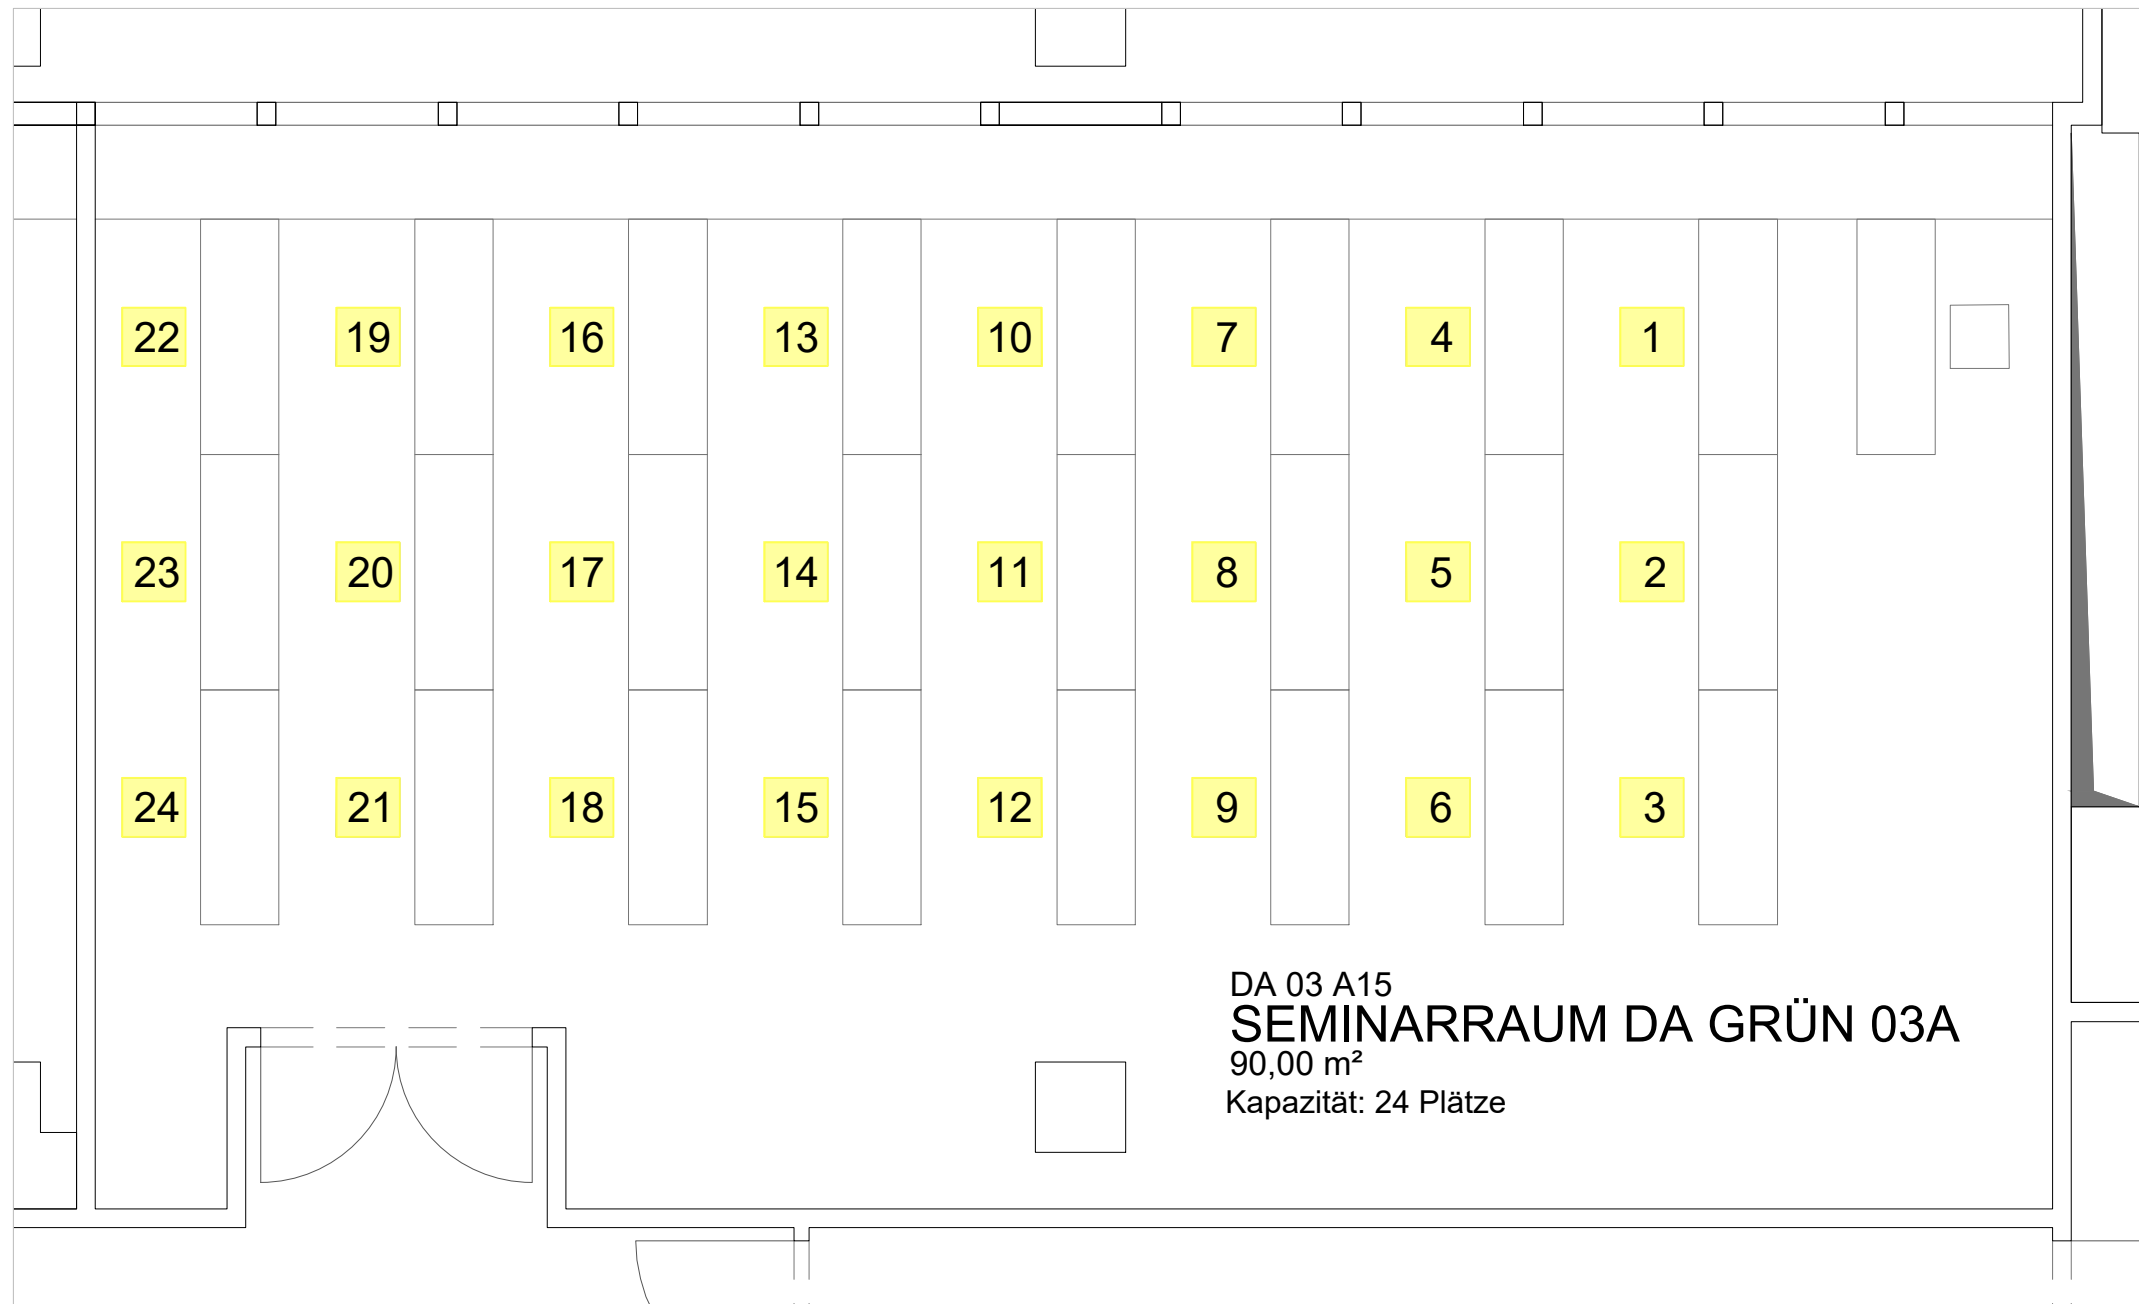 22 19 16 13 10 7 4 1
23 20 17 14 11 8 5 2
24 21 18 15 12 9 6 3
DA 03 A15
SEMINARRAUM DA GRÜN 03A
90,00 m²
Kapazität: 24 Plätze